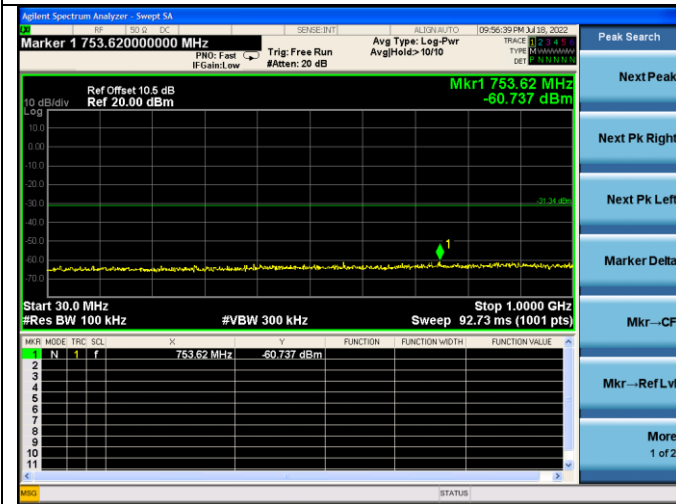 Agilent Spectrum Analyzer - Swept SA
RF 50 Ω DC SENSE:INT ALIGN AUTO 09:56:39 PM Jul 18, 2022
Marker 1 753.620000000 MHz
PNO: Fast
IFGain:Low
Trig: Free Run
#Atten: 20 dB
Avg Type: Log-Pwr
Avg|Hold:>10/10
TRACE 1 2 3 4 5 6
TYPE M
DET P N N N N N
Peak Search
Mkr1 753.62 MHz
-60.737 dBm
Ref Offset 10.5 dB
Ref 20.00 dBm
10 dB/div
Log
10.0
0.00
-10.0
-20.0
-30.0
-40.0
-50.0
-60.0
-70.0
-31.34 dBm
1
Start 30.0 MHz
Stop 1.0000 GHz
#Res BW 100 kHz #VBW 300 kHz Sweep 92.73 ms (1001 pts)
MKR MODE TRC SCL X Y FUNCTION FUNCTION WIDTH FUNCTION VALUE
1 N 1 f 753.62 MHz -60.737 dBm
2
3
4
5
6
7
8
9
10
11
MSG STATUS
Next Peak
Next Pk Right
Next Pk Left
Marker Delta
Mkr→CF
Mkr→Ref Lvl
More
1 of 2